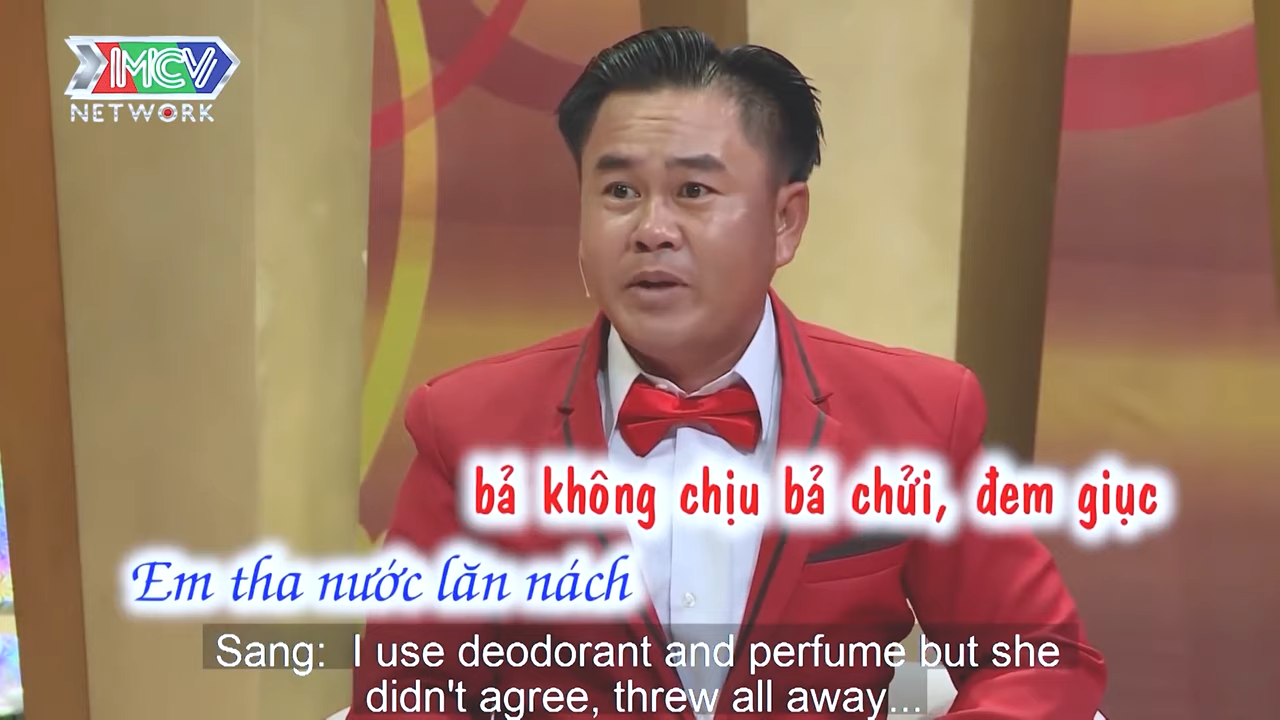 MCV
NETWORK
bả không chịu bả chửi, đem giục
Em tha nước lăn nách
Sang: I use deodorant and perfume but she
didn't agree, threw all away...